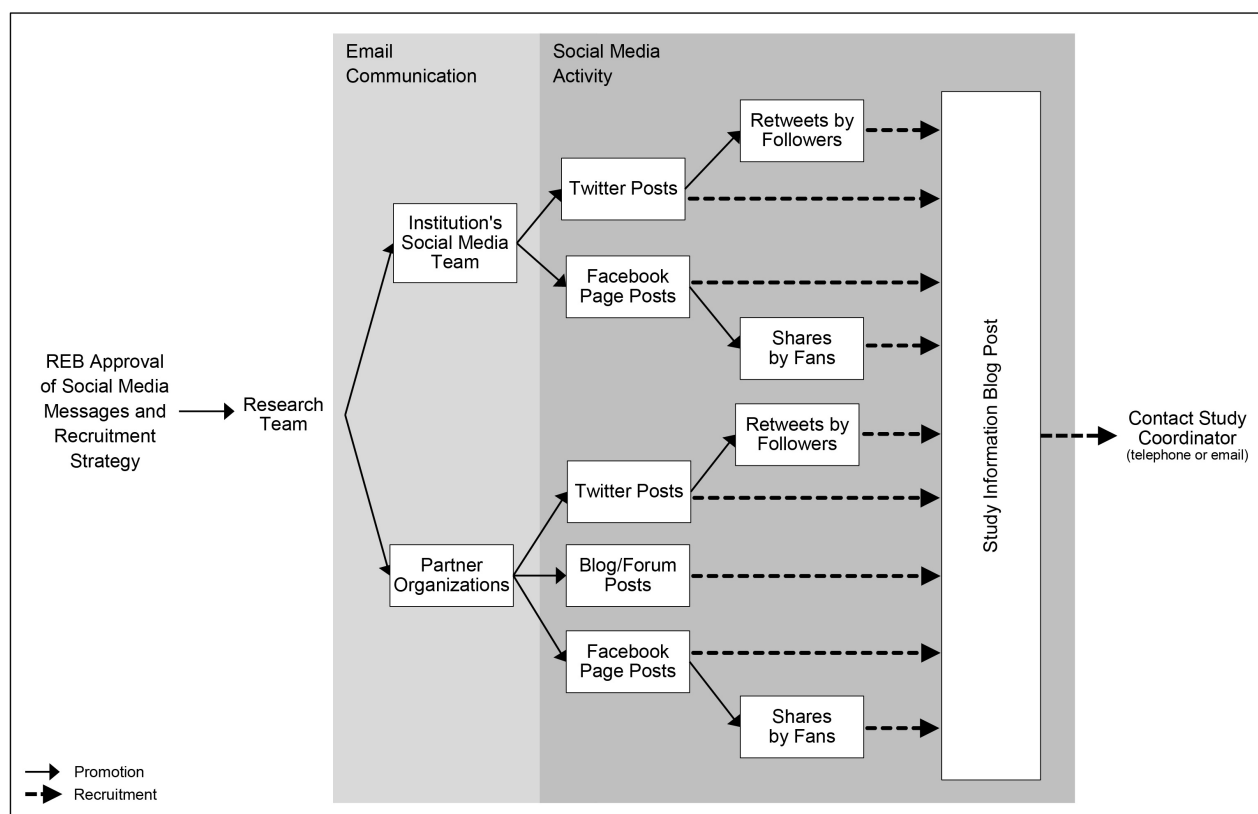 Email
Communication
Social Media
Activity
Retweets by
Followers
Twitter Posts
Institution's
Social Media
Team
Facebook
Page Posts
Shares
by Fans
REB Approval
of Social Media
Messages and
Recruitment
Strategy
Research
Team
Retweets by
Followers
Twitter Posts
Partner
Organizations
Blog/Forum
Posts
Facebook
Page Posts
Shares
by Fans
Study Information Blog Post
Contact Study
Coordinator
(telephone or email)
Promotion
Recruitment